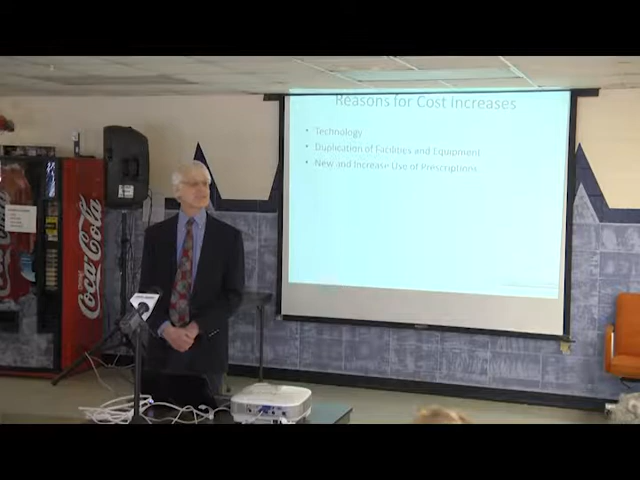 Reasons for Cost Increases
• Technology
• Duplication of Facilities and Equipment
• New and Increase Use of Prescriptions
Coca-Cola